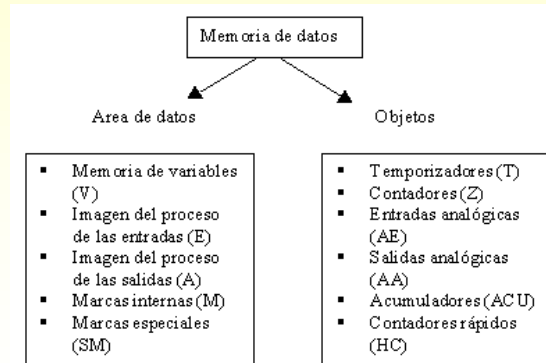 Memoria de datos
Area de datos
Objetos
▪ Memoria de variables
(V)
▪ Imagen del proceso
de las entradas (E)
▪ Imagen del proceso
de las salidas (A)
▪ Marcas internas (M)
▪ Marcas especiales
(SM)
▪ Temporizadores (T)
▪ Contadores (Z)
▪ Entradas analógicas
(AE)
▪ Salidas analógicas
(AA)
▪ Acumuladores (ACU)
▪ Contadores rápidos
(HC)